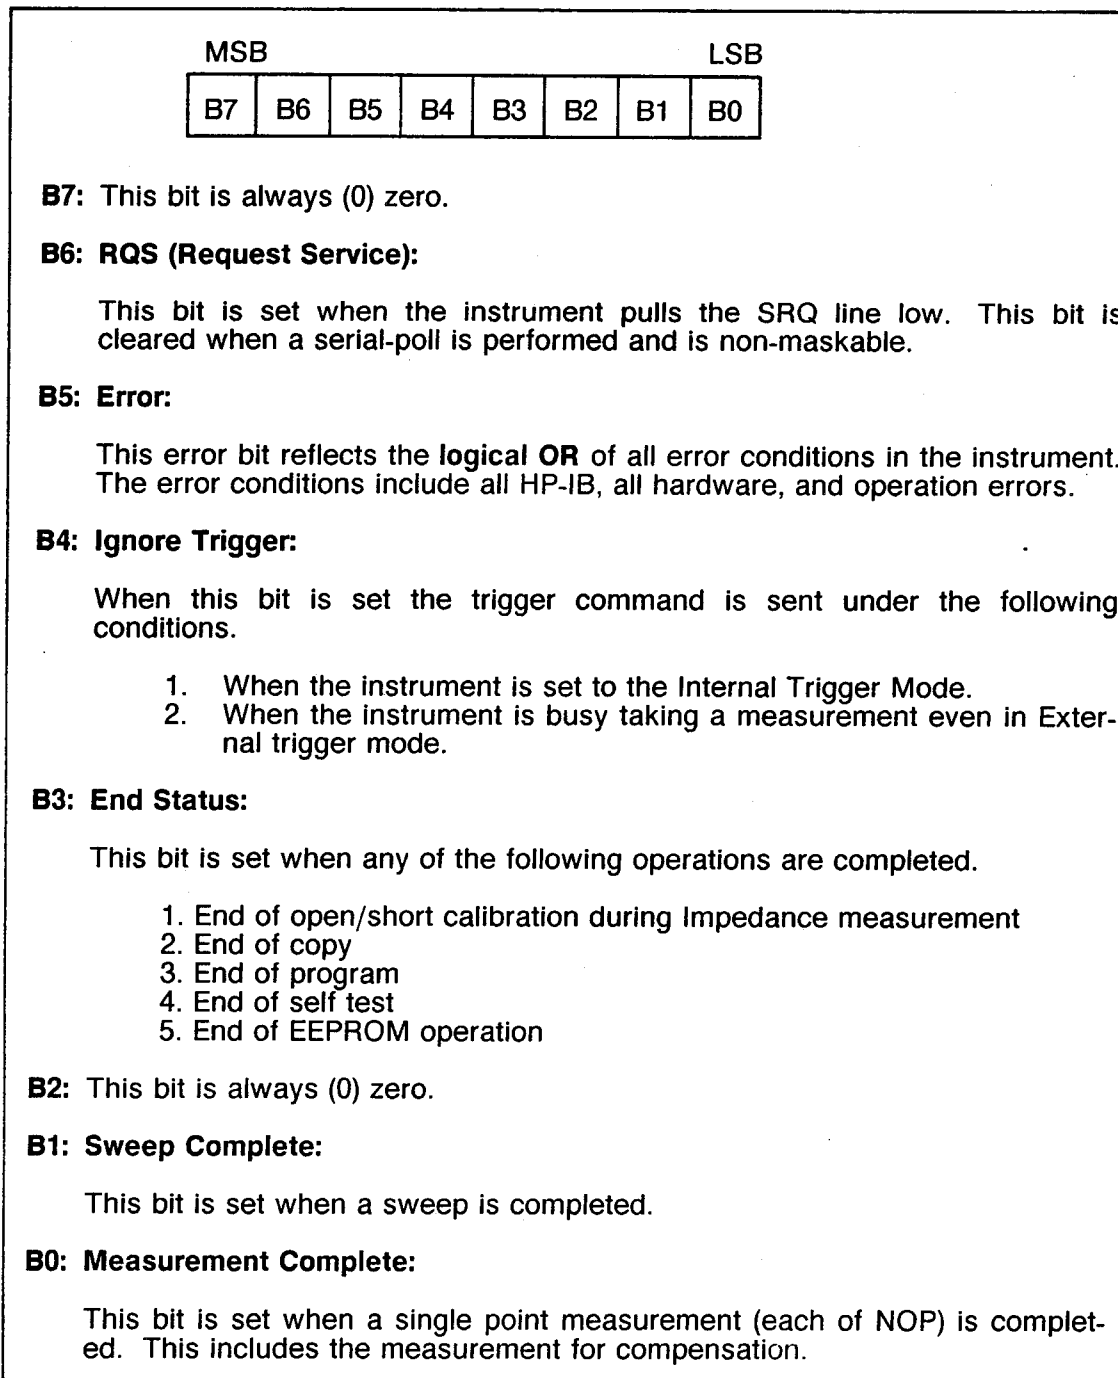 MSB LSB
B7 B6 B5 B4 B3 B2 B1 B0
B7: This bit is always (0) zero.
B6: RQS (Request Service):
This bit is set when the instrument pulls the SRQ line low. This bit is
cleared when a serial-poll is performed and is non-maskable.
B5: Error:
This error bit reflects the logical OR of all error conditions in the instrument.
The error conditions include all HP-IB, all hardware, and operation errors.
B4: Ignore Trigger:
When this bit is set the trigger command is sent under the following
conditions.
1. When the instrument is set to the Internal Trigger Mode.
2. When the instrument is busy taking a measurement even in Exter-
nal trigger mode.
B3: End Status:
This bit is set when any of the following operations are completed.
1. End of open/short calibration during Impedance measurement
2. End of copy
3. End of program
4. End of self test
5. End of EEPROM operation
B2: This bit is always (0) zero.
B1: Sweep Complete:
This bit is set when a sweep is completed.
B0: Measurement Complete:
This bit is set when a single point measurement (each of NOP) is complet-
ed. This includes the measurement for compensation.